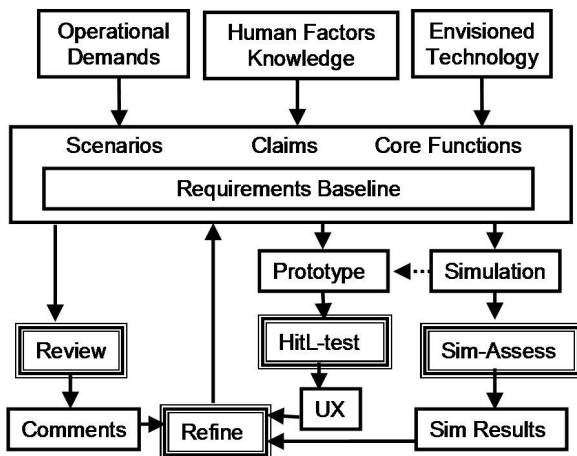 Operational
Demands
Human Factors
Knowledge
Envisioned
Technology
Scenarios
Claims
Core Functions
Requirements Baseline
Prototype
Simulation
Review
HitL-test
Sim-Assess
Comments
Refine
UX
Sim Results